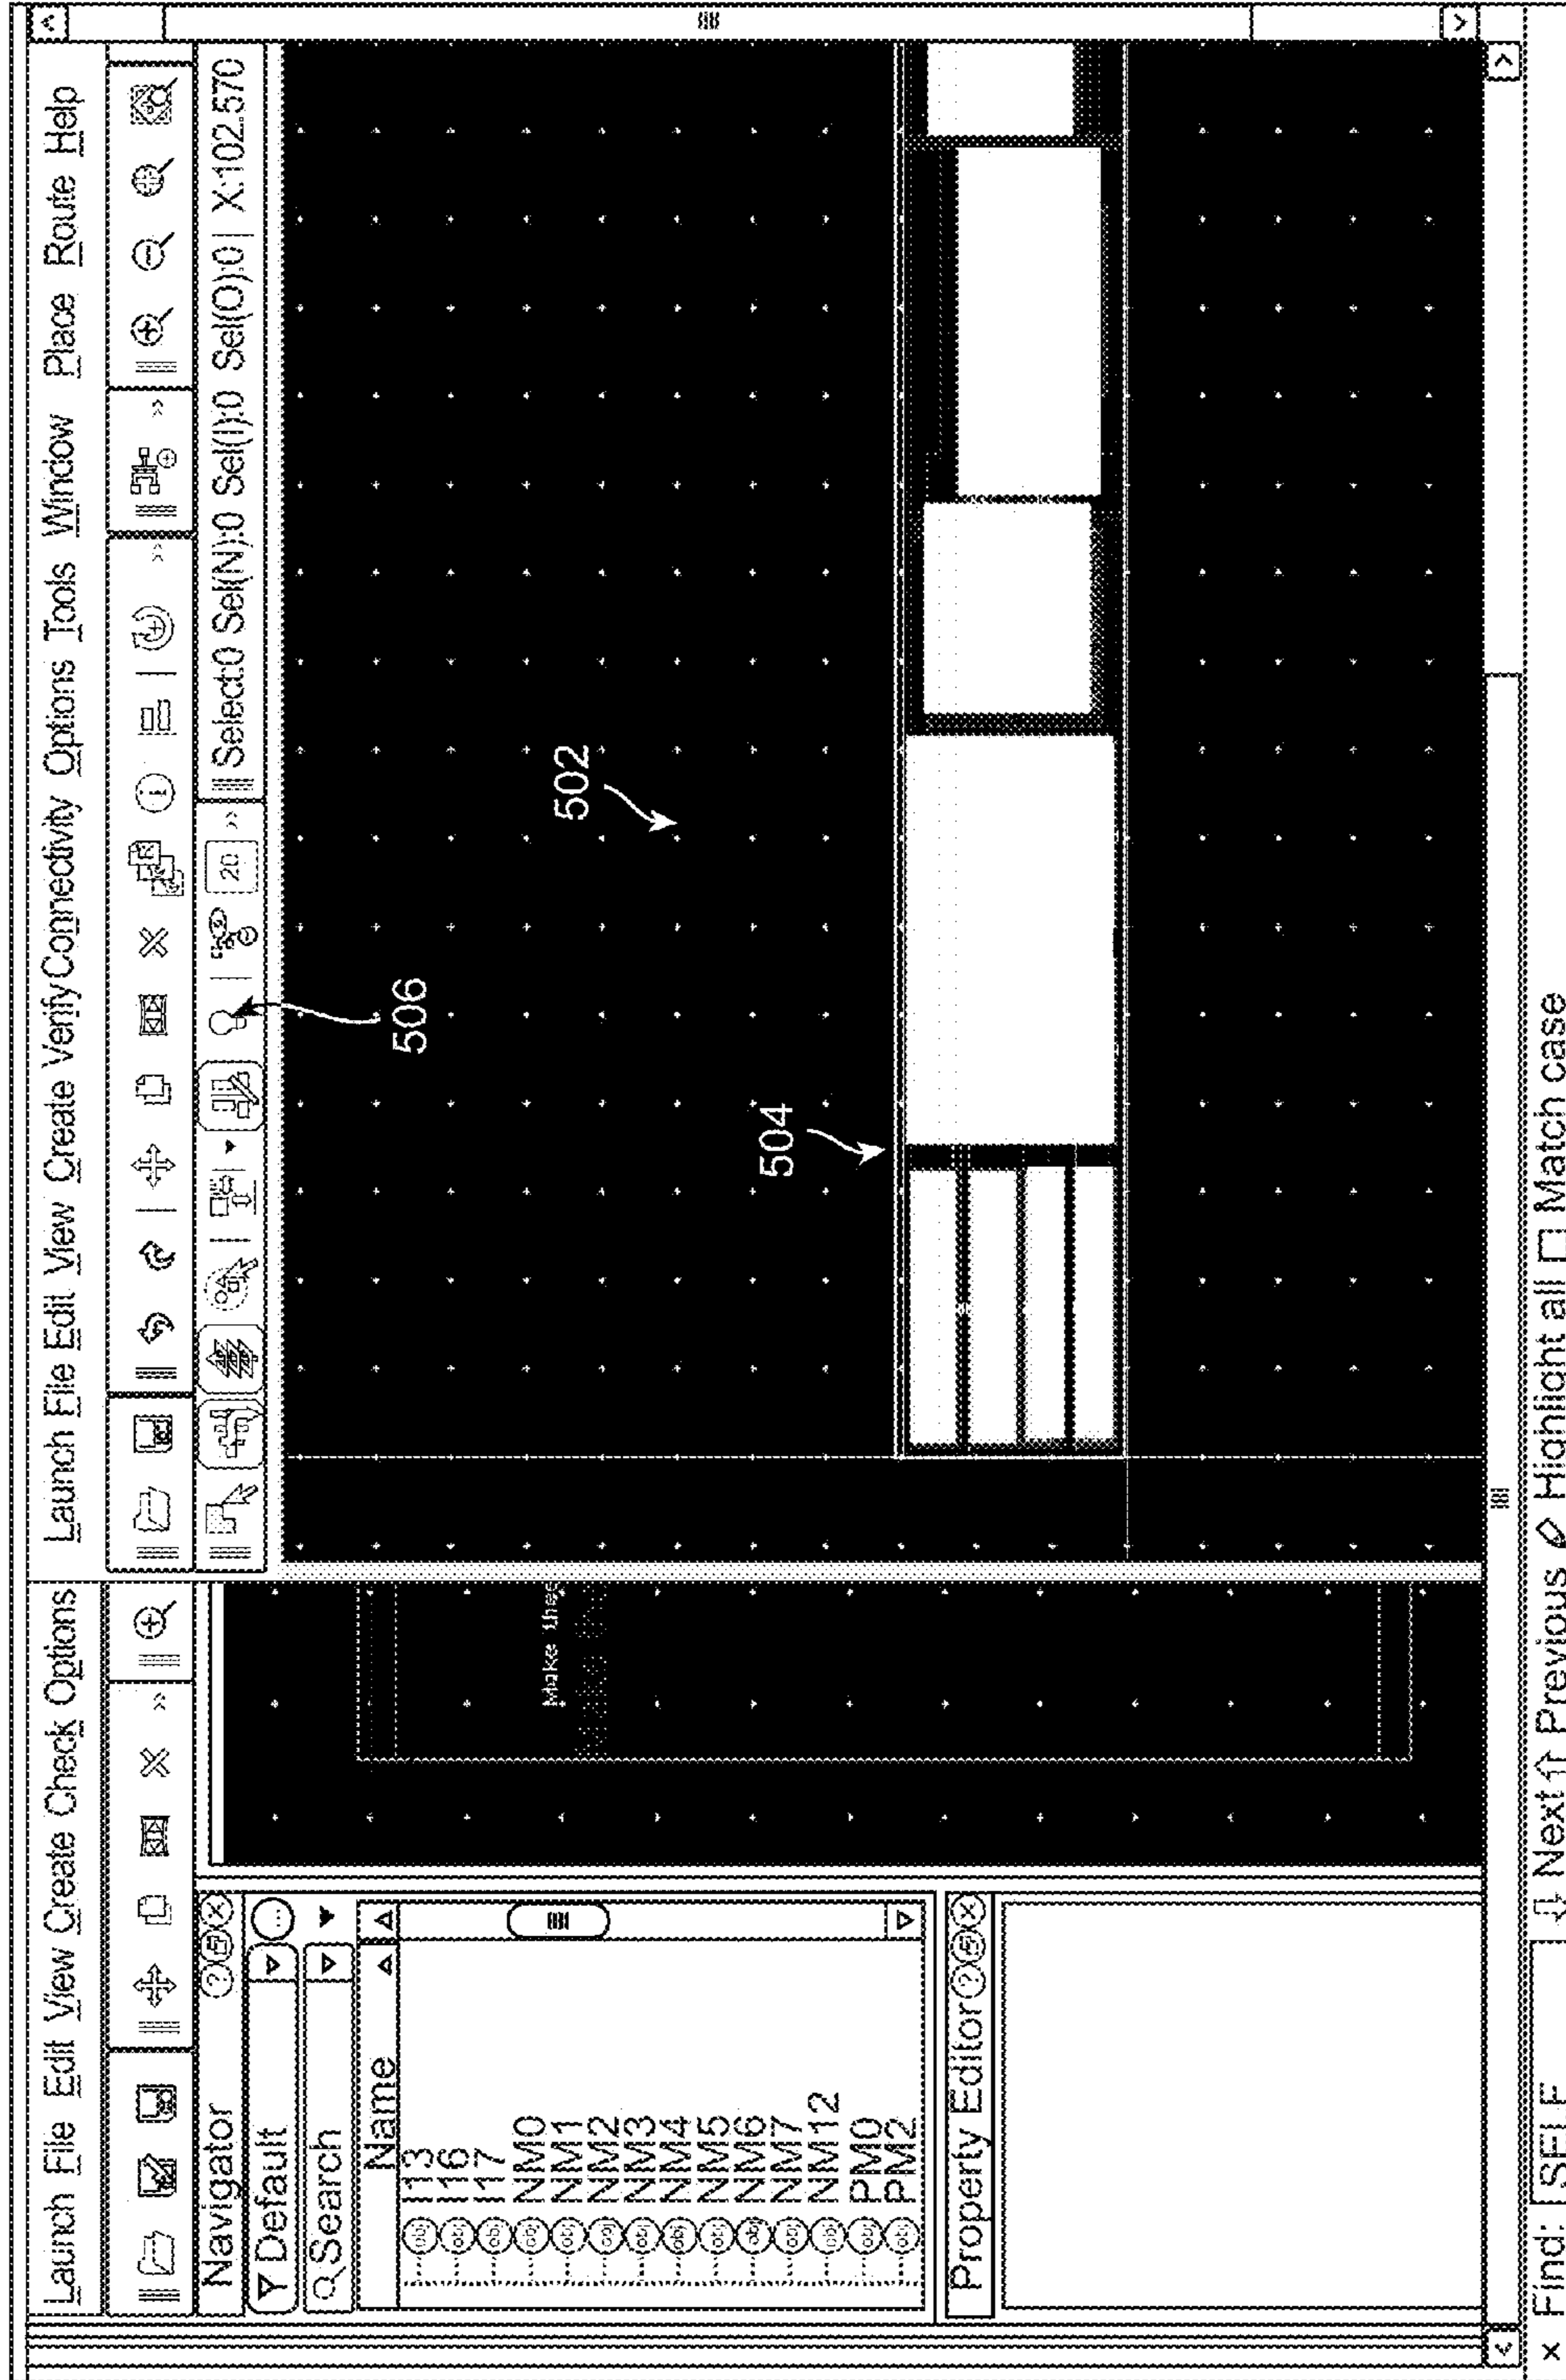 Launch File Edit View Create Check Options
Launch File Edit View Create Verify Connectivity Options Tools Window Place Route Help
20
Select:0 Sel(N):0 Sel(I):0 Sel(O):0 X:102.570
Navigator
Default
Search
Name
I13
I16
I17
NM0
NM1
NM2
NM3
NM4
NM5
NM6
NM7
NM12
PM0
PM2
Property Editor
Make thes
506
502
504
× Find: SELF Next Previous Highlight all Match case